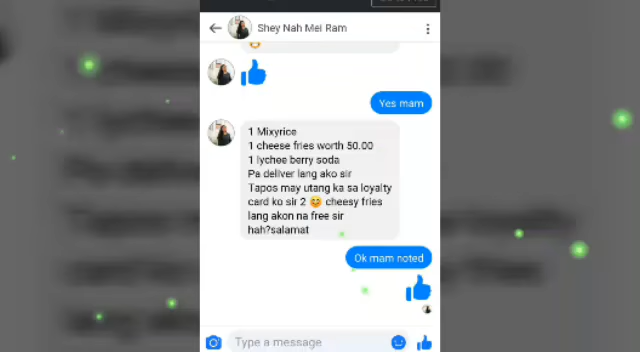 Shey Nah Mei Ram
Yes mam
1 Mixyrice
1 cheese fries worth 50.00
1 lychee berry soda
Pa deliver lang ako sir
Tapos may utang ka sa loyalty
card ko sir 2 😊 cheesy fries
lang akon na free sir
hah?salamat
Ok mam noted
Type a message